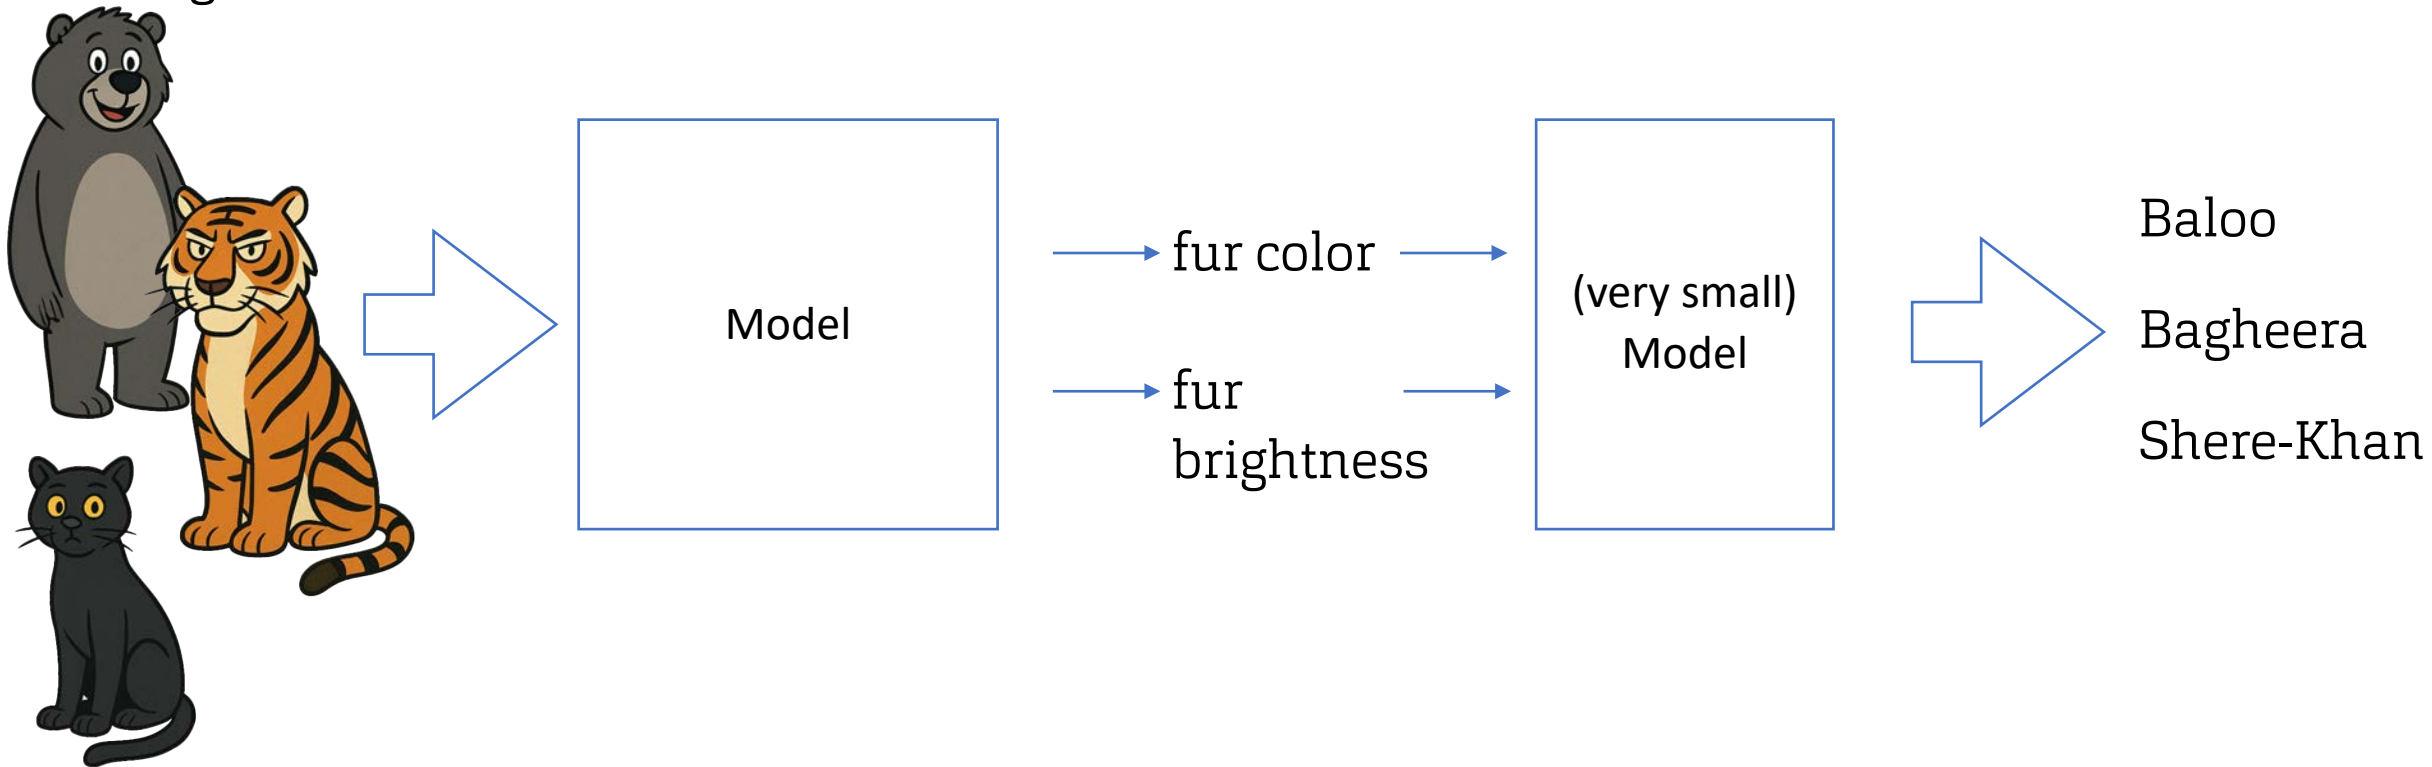 Model
fur color
fur
brightness
(very small)
Model
Baloo
Bagheera
Shere-Khan